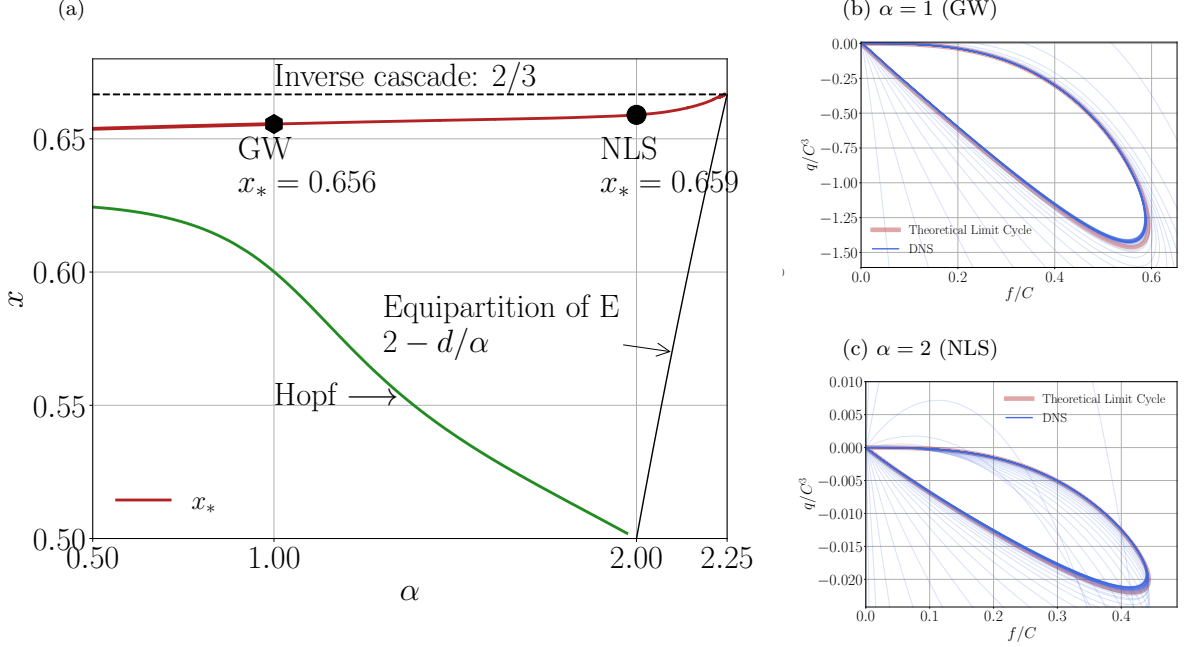 (a)
Inverse cascade: 2/3
0.65
GW
x* = 0.656
NLS
x* = 0.659
0.60
x
Equipartition of E
2 − d/α
0.55
Hopf
x*
0.50
0.50
1.00
2.00
2.25
α
(b) α = 1 (GW)
0.00
−0.25
−0.50
−0.75
−1.00
−1.25
−1.50
q/C³
Theoretical Limit Cycle
DNS
0.0
0.2
0.4
0.6
f/C
(c) α = 2 (NLS)
0.010
0.005
0.000
−0.005
−0.010
−0.015
−0.020
q/C³
Theoretical Limit Cycle
DNS
0.0
0.1
0.2
0.3
0.4
f/C